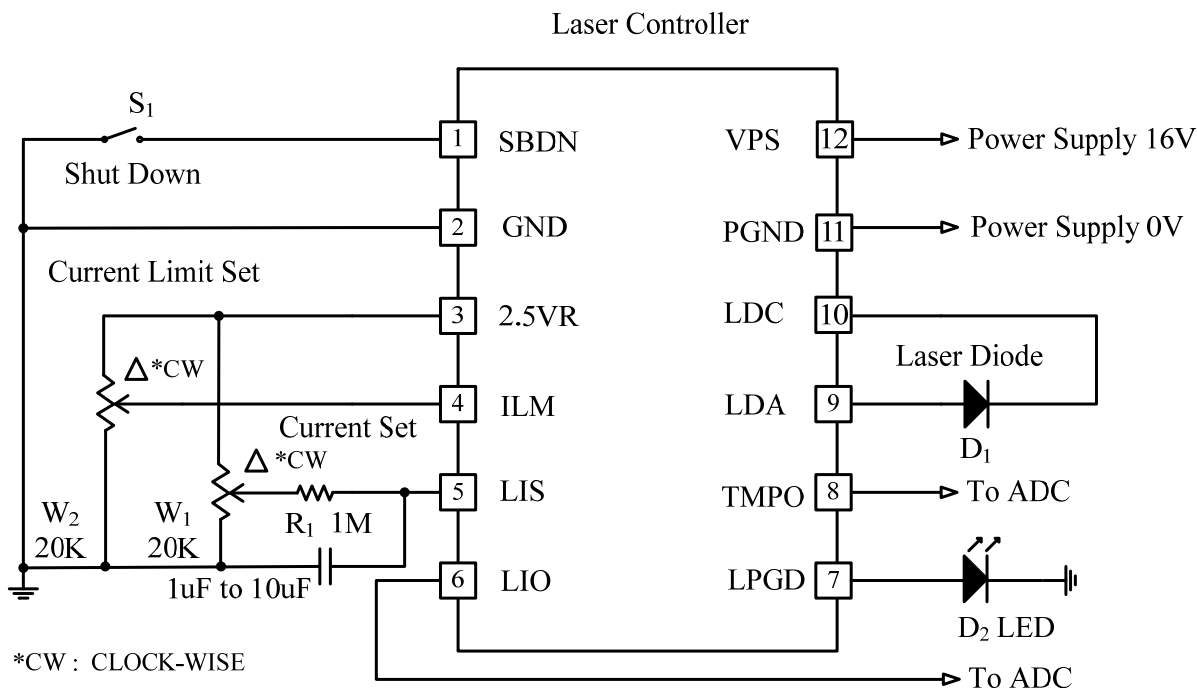 Laser Controller
S1
Shut Down
1 SBDN
VPS 12
Power Supply 16V
2 GND
PGND 11
Power Supply 0V
Current Limit Set
3 2.5VR
LDC 10
△ *CW
Laser Diode
4 ILM
LDA 9
D1
Current Set
△ *CW
5 LIS
TMPO 8
To ADC
W2
20K
W1
20K
R1 1M
1uF to 10uF
6 LIO
LPGD 7
D2 LED
*CW : CLOCK-WISE
To ADC